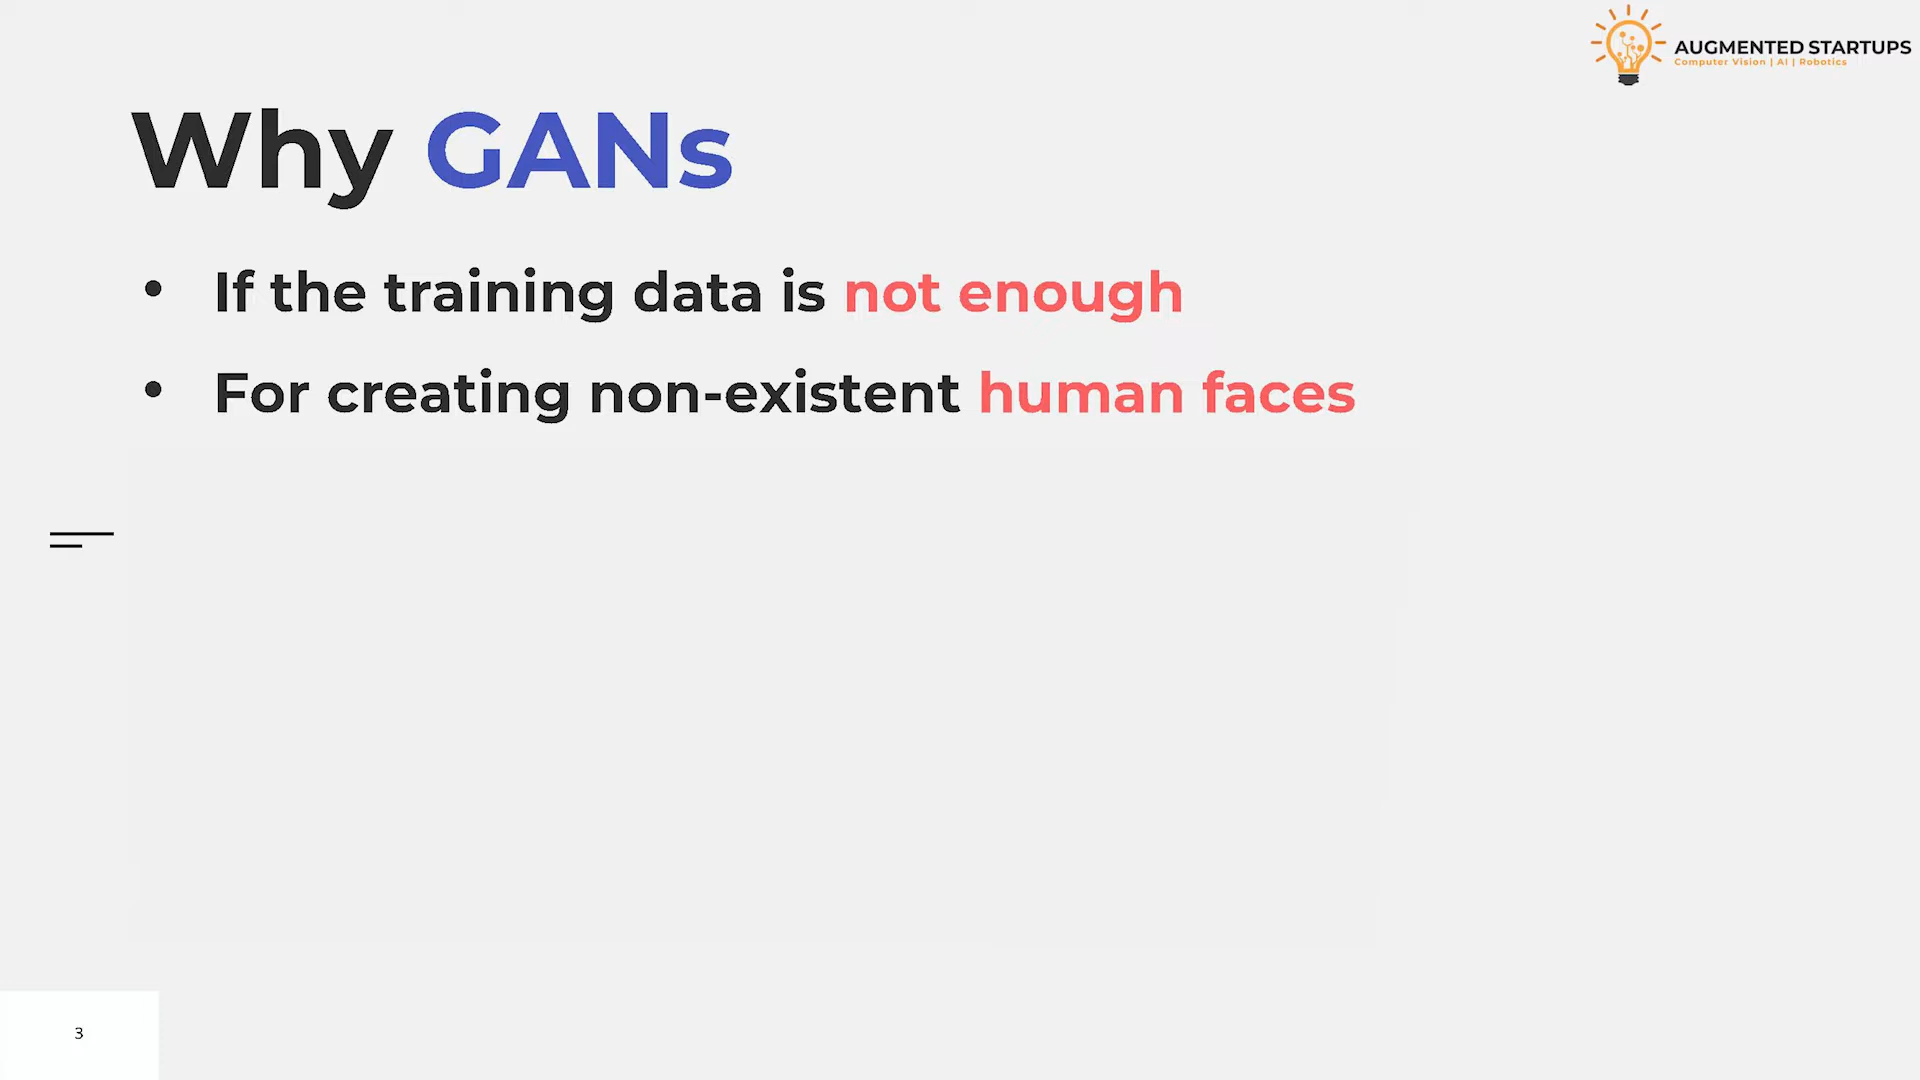 AUGMENTED STARTUPS
Computer Vision | AI | Robotics
Why GANs
• If the training data is not enough
• For creating non-existent human faces
3